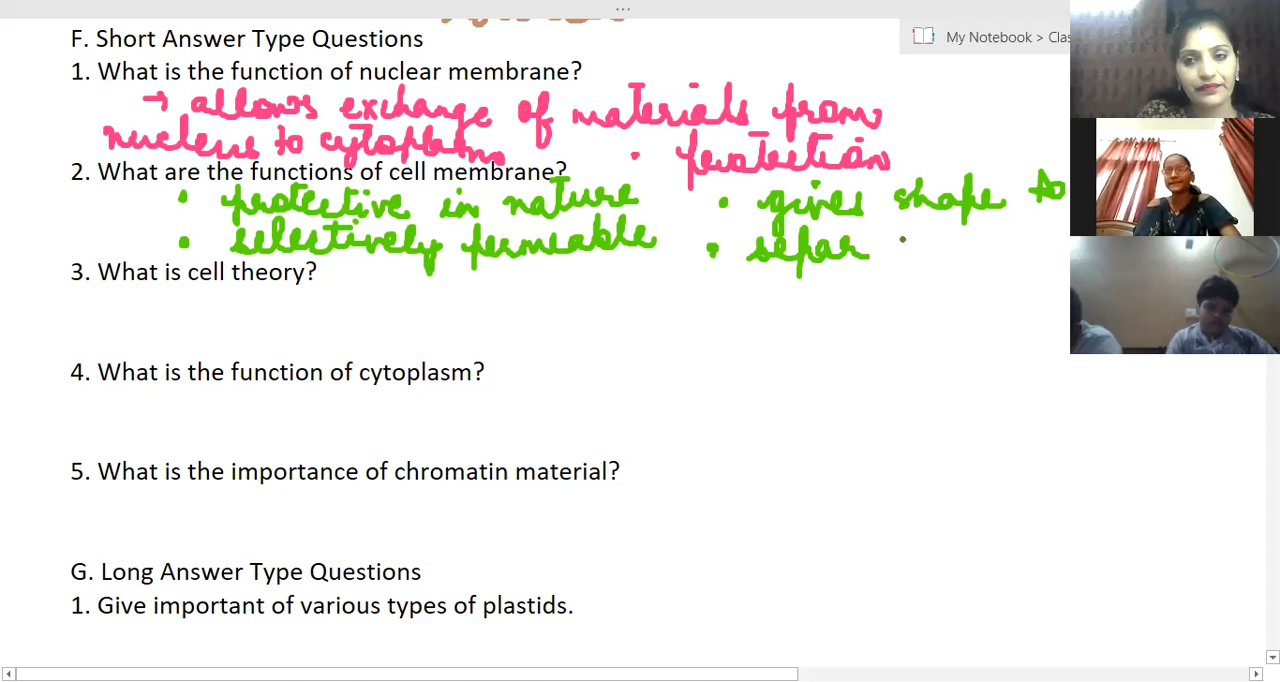 My Notebook > Clas
F. Short Answer Type Questions
1. What is the function of nuclear membrane?
→ allows exchange of materials from
nucleus to cytoplasm • protection
2. What are the functions of cell membrane?
• protective in nature • gives shape to
• selectively permeable • separ
3. What is cell theory?
4. What is the function of cytoplasm?
5. What is the importance of chromatin material?
G. Long Answer Type Questions
1. Give important of various types of plastids.